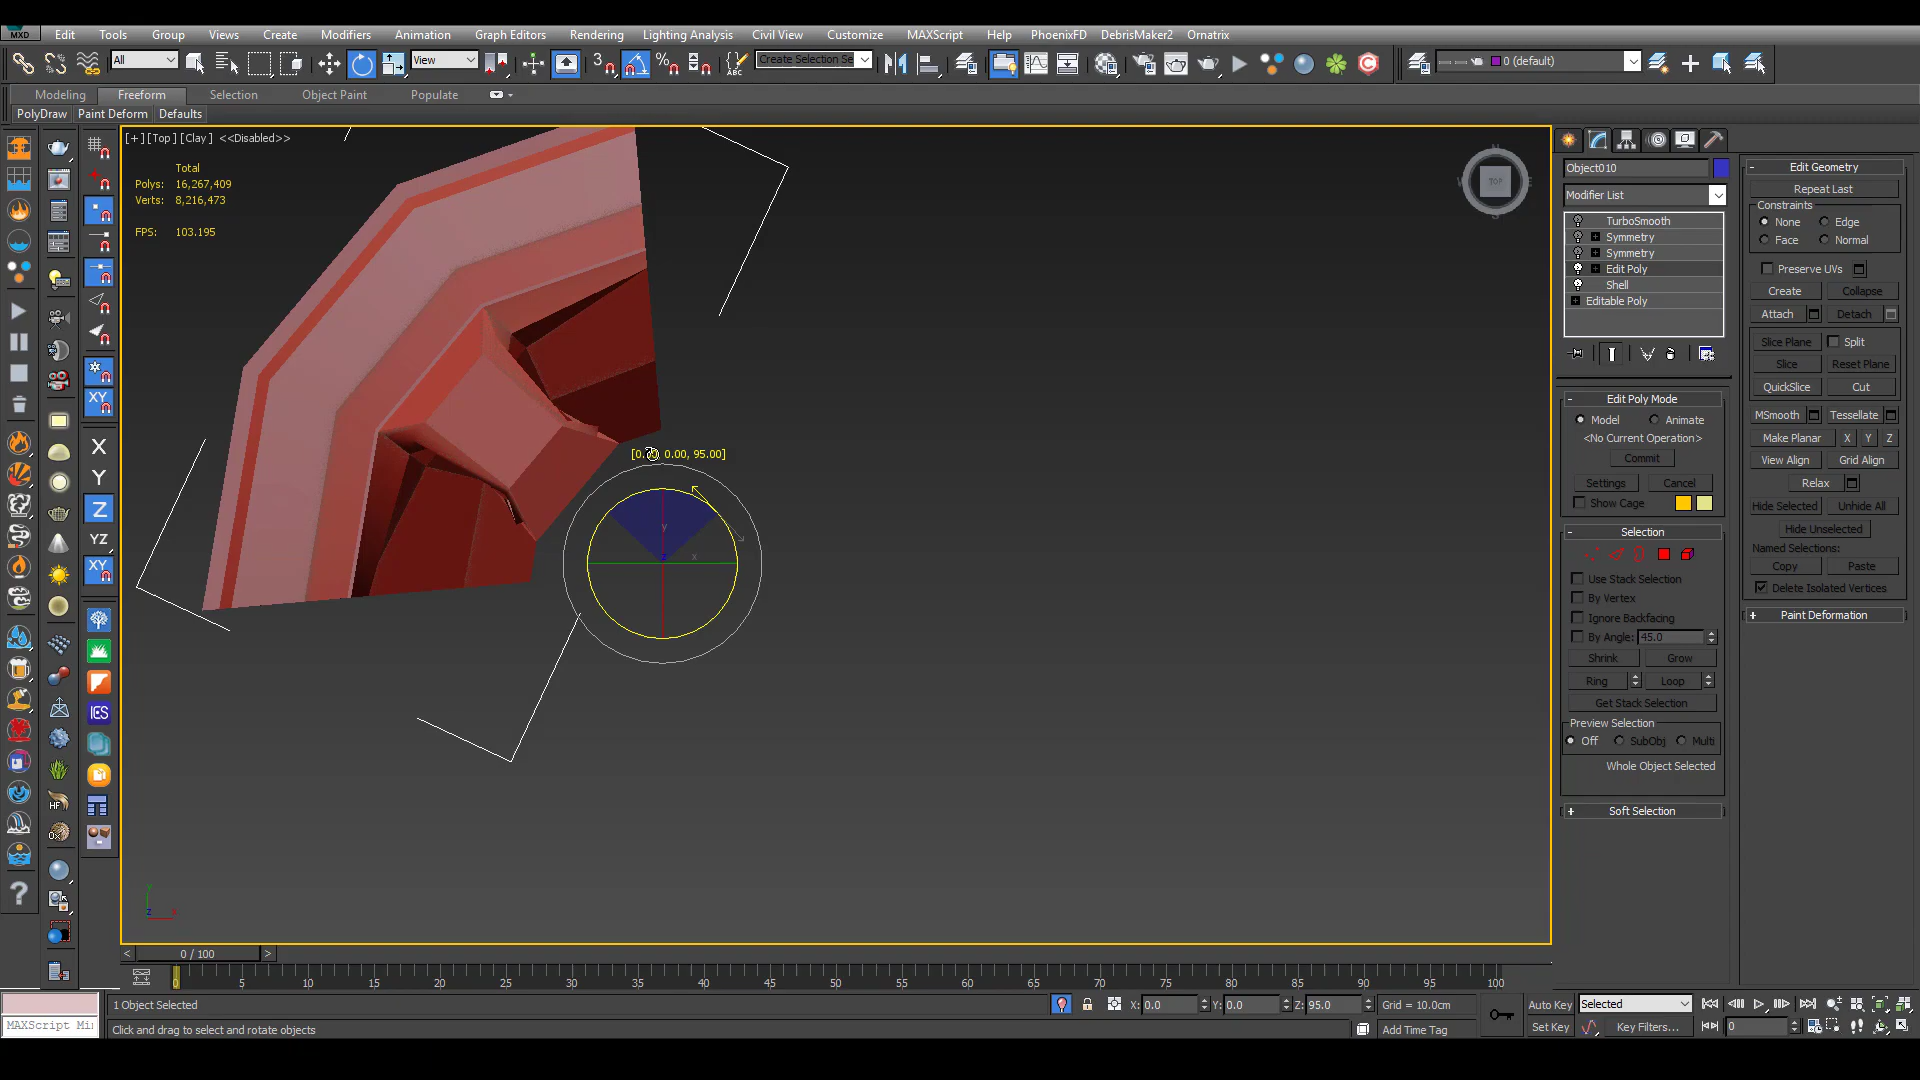 MXD
Edit Tools Group Views Create Modifiers Animation Graph Editors Rendering Lighting Analysis Civil View Customize MAXScript Help PhoenixFD DebrisMaker2 Ornatrix
All View 3 ABC Create Selection Se 0 (default)
Modeling Freeform Selection Object Paint Populate
PolyDraw Paint Deform Defaults
[+] [Top] [Clay] <<Disabled>>
Total
Polys: 16,267,409
Verts: 8,216,473
FPS: 103.195
TOP
[0.00, 0.00, 95.00]
y
x
z
XY
X
Y
Z
YZ
XY
IES
HF
OX
Object010
Modifier List
TurboSmooth
Symmetry
Symmetry
Edit Poly
Shell
Editable Poly
Edit Poly Mode
Model Animate
<No Current Operation>
Commit
Settings Cancel
Show Cage
Selection
Use Stack Selection
By Vertex
Ignore Backfacing
By Angle: 45.0
Shrink Grow
Ring Loop
Get Stack Selection
Preview Selection
Off SubObj Multi
Whole Object Selected
Soft Selection
Edit Geometry
Repeat Last
Constraints
None Edge
Face Normal
Preserve UVs
Create Collapse
Attach Detach
Slice Plane Split
Slice Reset Plane
QuickSlice Cut
MSmooth Tessellate
Make Planar X Y Z
View Align Grid Align
Relax
Hide Selected Unhide All
Hide Unselected
Named Selections:
Copy Paste
Delete Isolated Vertices
Paint Deformation
< 0 / 100 >
0 5 10 15 20 25 30 35 40 45 50 55 60 65 70 75 80 85 90 95 100
1 Object Selected X: 0.0 Y: 0.0 Z: 95.0 Grid = 10.0cm Auto Key Selected
MAXScript Mi Click and drag to select and rotate objects Add Time Tag Set Key Key Filters... 0